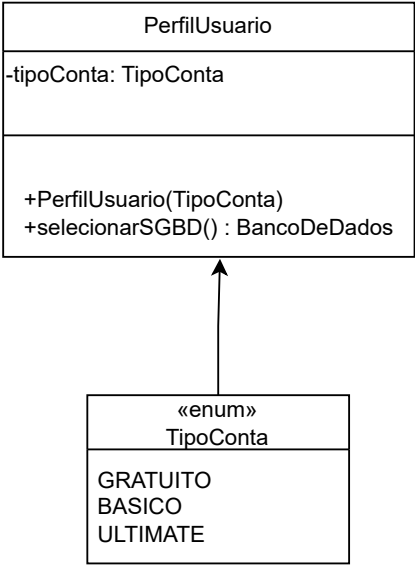 PerfilUsuario
-tipoConta: TipoConta
+PerfilUsuario(TipoConta)
+selecionarSGBD() : BancoDeDados
«enum»
TipoConta
GRATUITO
BASICO
ULTIMATE